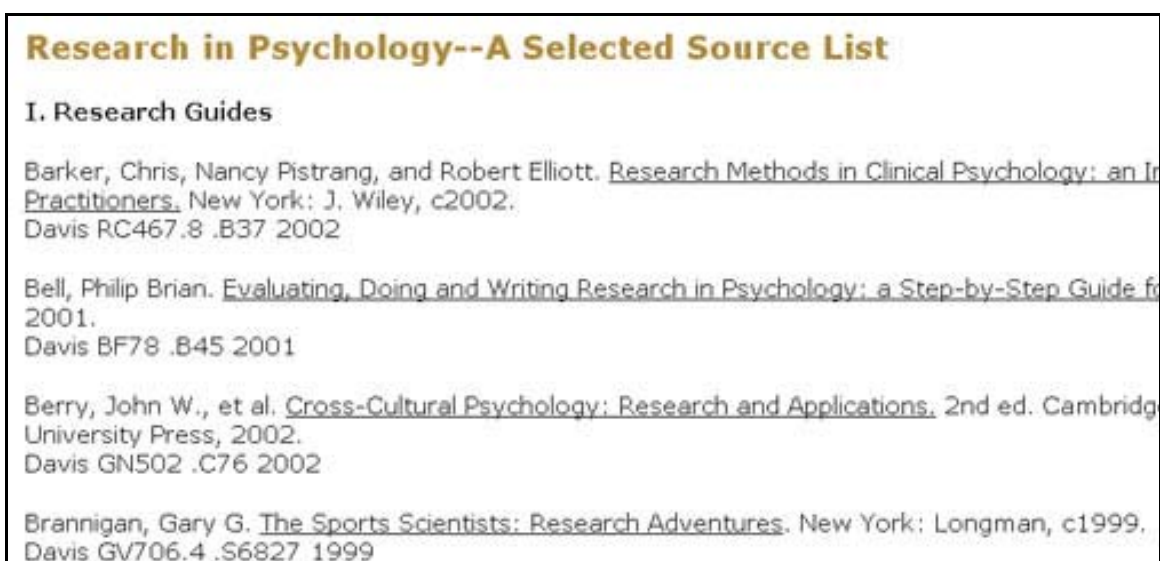 Research in Psychology--A Selected Source List
I. Research Guides
Barker, Chris, Nancy Pistrang, and Robert Elliott. Research Methods in Clinical Psychology: an
Practitioners. New York: J. Wiley, c2002.
Davis RC467.8 .B37 2002
Bell, Philip Brian. Evaluating, Doing and Writing Research in Psychology: a Step-by-Step Guide
2001.
Davis BF78 .B45 2001
Berry, John W., et al. Cross-Cultural Psychology: Research and Applications. 2nd ed. Cambridg
University Press, 2002.
Davis GN502 .C76 2002
Brannigan, Gary G. The Sports Scientists: Research Adventures. New York: Longman, c1999.
Davis GV706.4 .S6827 1999